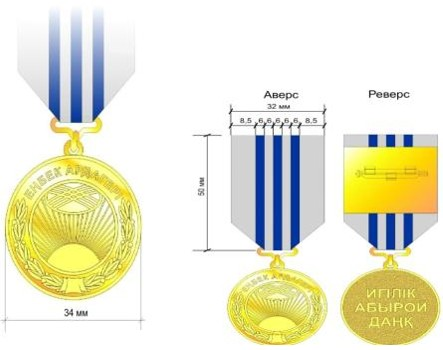 ЕҢБЕК АРДАГЕРІ
34 мм
Аверс
32 мм
8,5 6 6 6 6 6 8,5
50 мм
ЕҢБЕК АРДАГЕРІ
Реверс
ИГІЛІК
АБЫРОЙ
ДАҢҚ